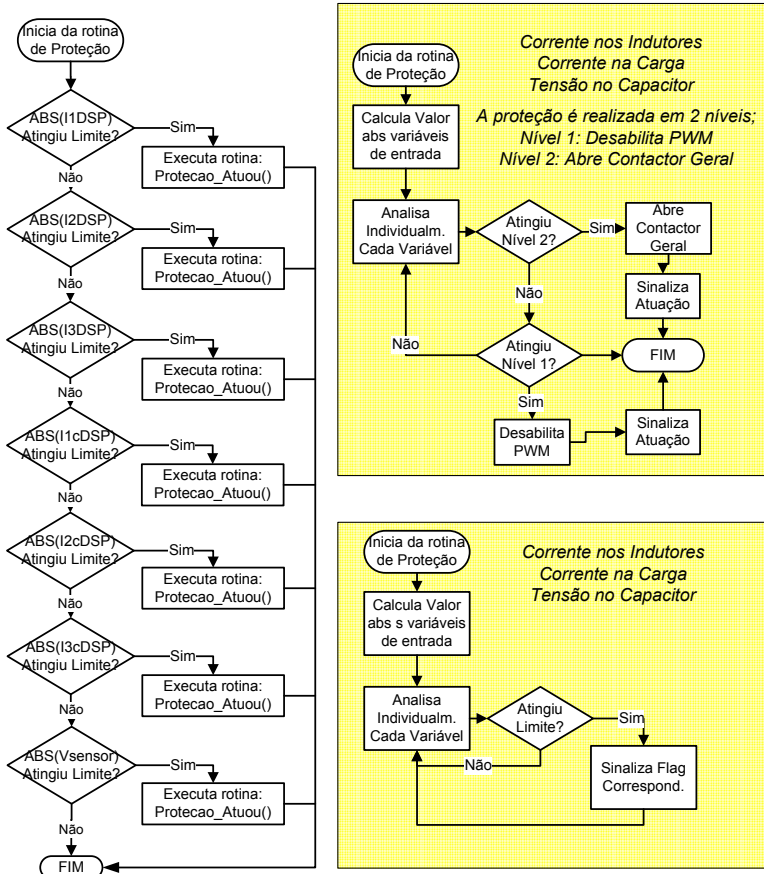 Inicia da rotina
de Proteção
ABS(I1DSP)
Atingiu Limite?
Sim
Executa rotina:
Protecao_Atuou()
Não
ABS(I2DSP)
Atingiu Limite?
Sim
Executa rotina:
Protecao_Atuou()
Não
ABS(I3DSP)
Atingiu Limite?
Sim
Executa rotina:
Protecao_Atuou()
Não
ABS(I1cDSP)
Atingiu Limite?
Sim
Executa rotina:
Protecao_Atuou()
Não
ABS(I2cDSP)
Atingiu Limite?
Sim
Executa rotina:
Protecao_Atuou()
Não
ABS(I3cDSP)
Atingiu Limite?
Sim
Executa rotina:
Protecao_Atuou()
Não
ABS(Vsensor)
Atingiu Limite?
Sim
Executa rotina:
Protecao_Atuou()
Não
FIM
Inicia da rotina
de Proteção
Corrente nos Indutores
Corrente na Carga
Tensão no Capacitor
A proteção é realizada em 2 níveis;
Nível 1: Desabilita PWM
Nível 2: Abre Contactor Geral
Calcula Valor
abs variáveis
de entrada
Analisa
Individualm.
Cada Variável
Atingiu
Nível 2?
Sim
Abre
Contactor
Geral
Sinaliza
Atuação
Não
Não
Atingiu
Nível 1?
FIM
Sim
Desabilita
PWM
Sinaliza
Atuação
Inicia da rotina
de Proteção
Corrente nos Indutores
Corrente na Carga
Tensão no Capacitor
Calcula Valor
abs s variáveis
de entrada
Analisa
Individualm.
Cada Variável
Atingiu
Limite?
Sim
Não
Sinaliza Flag
Correspond.